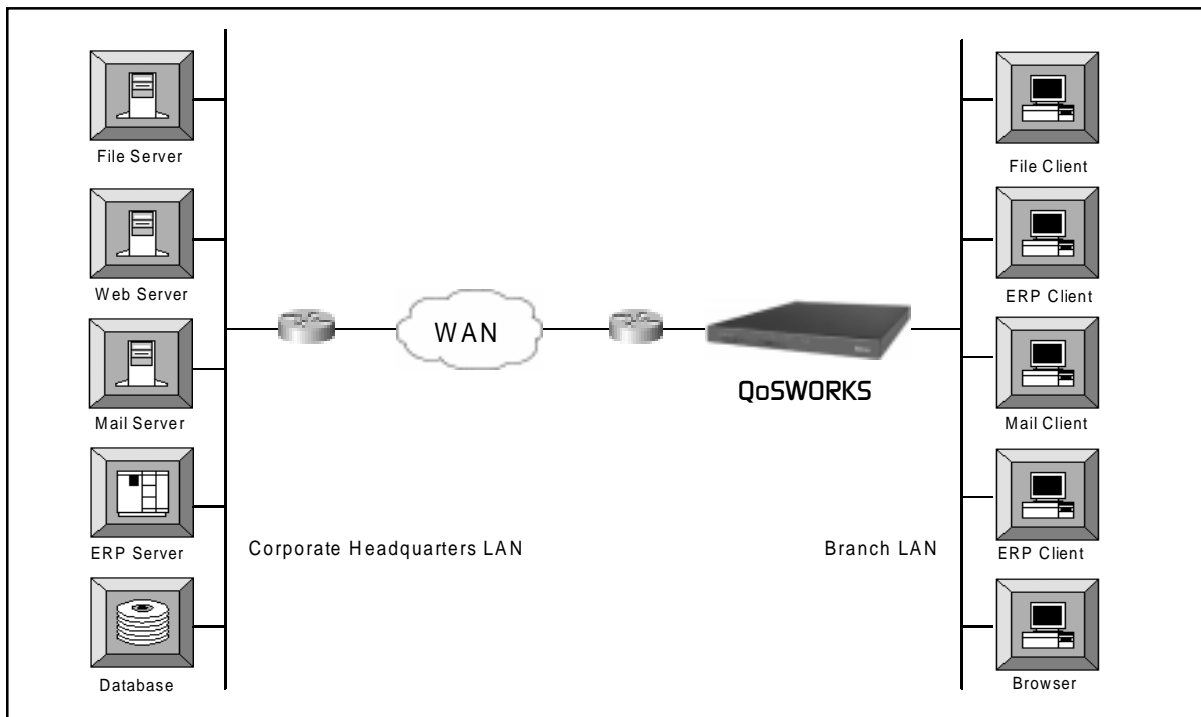 File Server
Web Server
Mail Server
ERP Server
Database
Corporate Headquarters LAN
WAN
QoSWORKS
Branch LAN
File Client
ERP Client
Mail Client
ERP Client
Browser